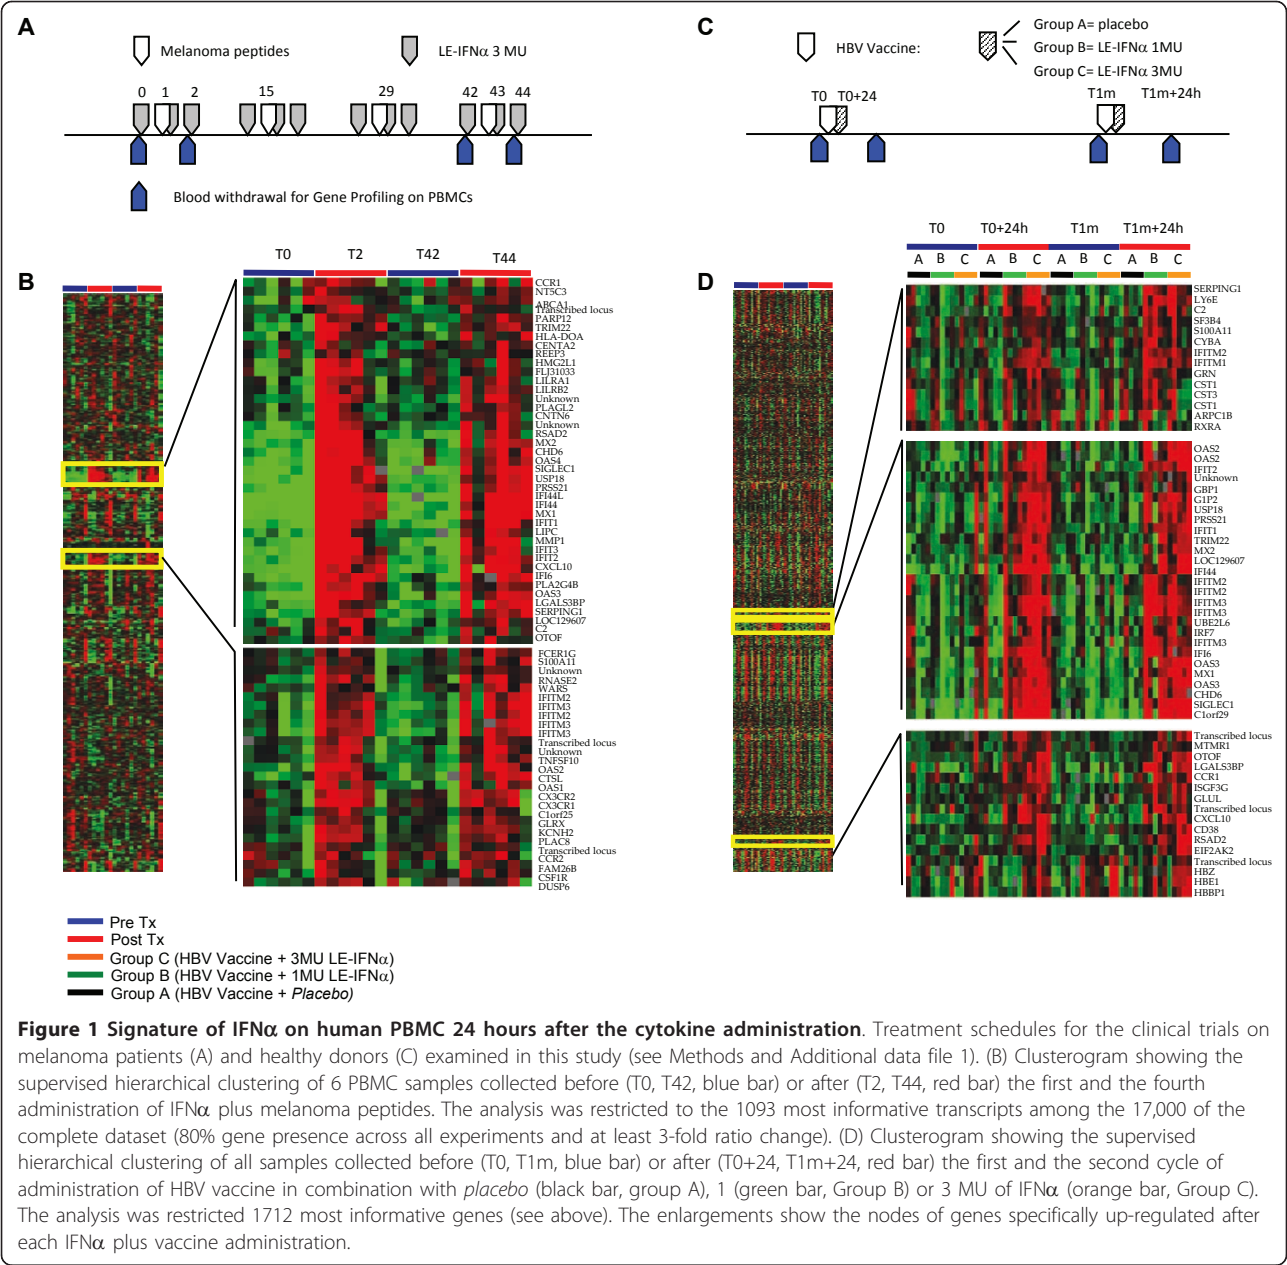 A
Melanoma peptides
LE-IFNα 3 MU
0 1 2 15 29 42 43 44
Blood withdrawal for Gene Profiling on PBMCs
C
HBV Vaccine:
Group A= placebo
Group B= LE-IFNα 1MU
Group C= LE-IFNα 3MU
T0 T0+24 T1m T1m+24h
B
T0 T2 T42 T44
CCR1
NT5C3
ABCA1
Transcribed locus
PARP12
TRIM22
HLA-DOA
CENTA2
REEP3
HMG2L1
FLJ31033
LILRA1
LILRB2
Unknown
PLAGL2
CNTN6
Unknown
RSAD2
MX2
CHD6
OAS4
SIGLEC1
USP18
PRSS21
IFI44L
IFI44
MX1
IFIT1
LIPC
MMP1
IFIT3
IFIT2
CXCL10
IFI6
PLA2G4B
OAS3
LGALS3BP
SERPING1
LOC129607
C2
OTOF
FCER1G
S100A11
Unknown
RNASE2
WARS
IFITM2
IFITM3
IFITM2
IFITM3
IFITM3
Transcribed locus
Unknown
TNFSF10
OAS2
CTSL
OAS1
CX3CR2
CX3CR1
C1orf25
GLRX
KCNH2
PLAC8
Transcribed locus
CCR2
FAM26B
CSF1R
DUSP6
D
T0 T0+24h T1m T1m+24h
A B C A B C A B C A B C
SERPING1
LY6E
C2
SF3B4
S100A11
CYBA
IFITM2
IFITM1
GRN
CST1
CST3
CST1
ARPC1B
RXRA
OAS2
OAS2
IFIT2
Unknown
GBP1
G1P2
USP18
PRSS21
IFIT1
TRIM22
MX2
LOC129607
IFI44
IFITM2
IFITM2
IFITM3
IFITM3
UBE2L6
IRF7
IFITM3
IFI6
OAS3
MX1
OAS3
CHD6
SIGLEC1
C1orf29
Transcribed locus
MTMR1
OTOF
LGALS3BP
CCR1
ISGF3G
GLUL
Transcribed locus
CXCL10
CD38
RSAD2
EIF2AK2
Transcribed locus
HBZ
HBE1
HBBP1
Pre Tx
Post Tx
Group C (HBV Vaccine + 3MU LE-IFNα)
Group B (HBV Vaccine + 1MU LE-IFNα)
Group A (HBV Vaccine + Placebo)
Figure 1 Signature of IFNα on human PBMC 24 hours after the cytokine administration. Treatment schedules for the clinical trials on
melanoma patients (A) and healthy donors (C) examined in this study (see Methods and Additional data file 1). (B) Clusterogram showing the
supervised hierarchical clustering of 6 PBMC samples collected before (T0, T42, blue bar) or after (T2, T44, red bar) the first and the fourth
administration of IFNα plus melanoma peptides. The analysis was restricted to the 1093 most informative transcripts among the 17,000 of the
complete dataset (80% gene presence across all experiments and at least 3-fold ratio change). (D) Clusterogram showing the supervised
hierarchical clustering of all samples collected before (T0, T1m, blue bar) or after (T0+24, T1m+24, red bar) the first and the second cycle of
administration of HBV vaccine in combination with placebo (black bar, group A), 1 (green bar, Group B) or 3 MU of IFNα (orange bar, Group C).
The analysis was restricted 1712 most informative genes (see above). The enlargements show the nodes of genes specifically up-regulated after
each IFNα plus vaccine administration.